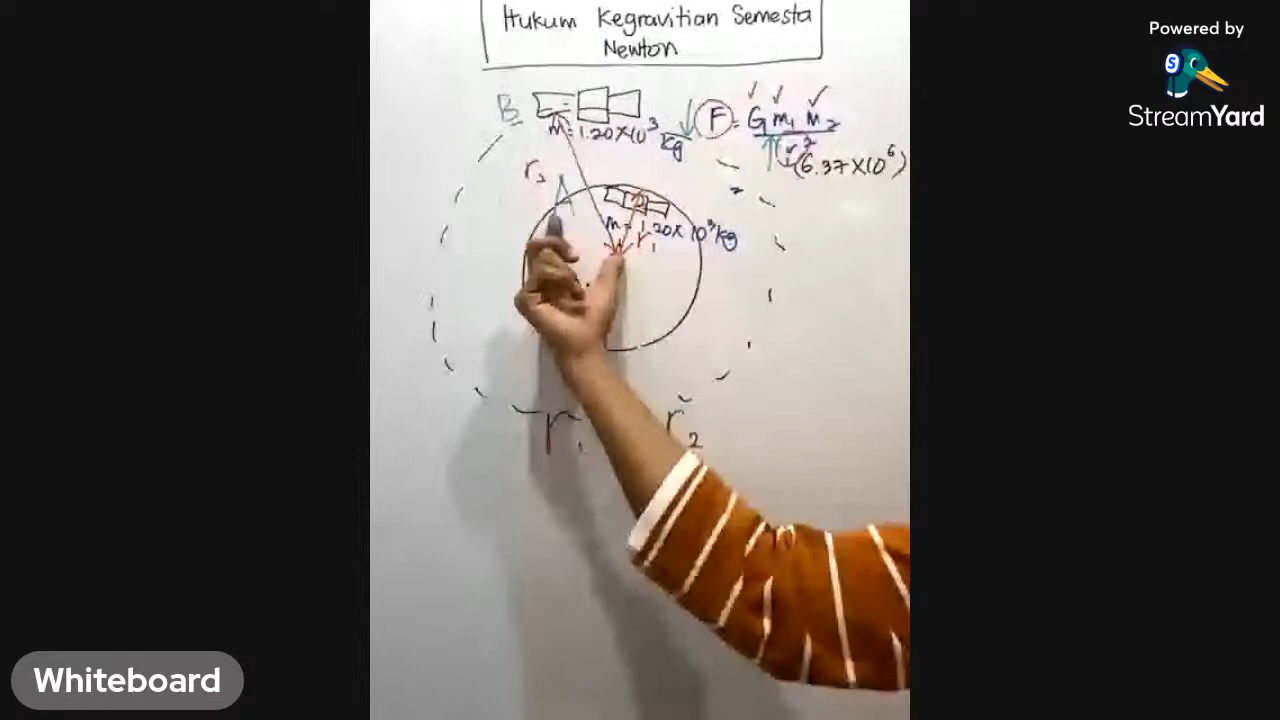 Hukum Kegravitian Semesta
Newton
B
m = 1.20×10³ kg
F = G m₁ m₂
r²
(6.37×10⁶)
A
m = 1.20×10³ kg
r₁
r₁
r₂
Powered by
StreamYard
Whiteboard